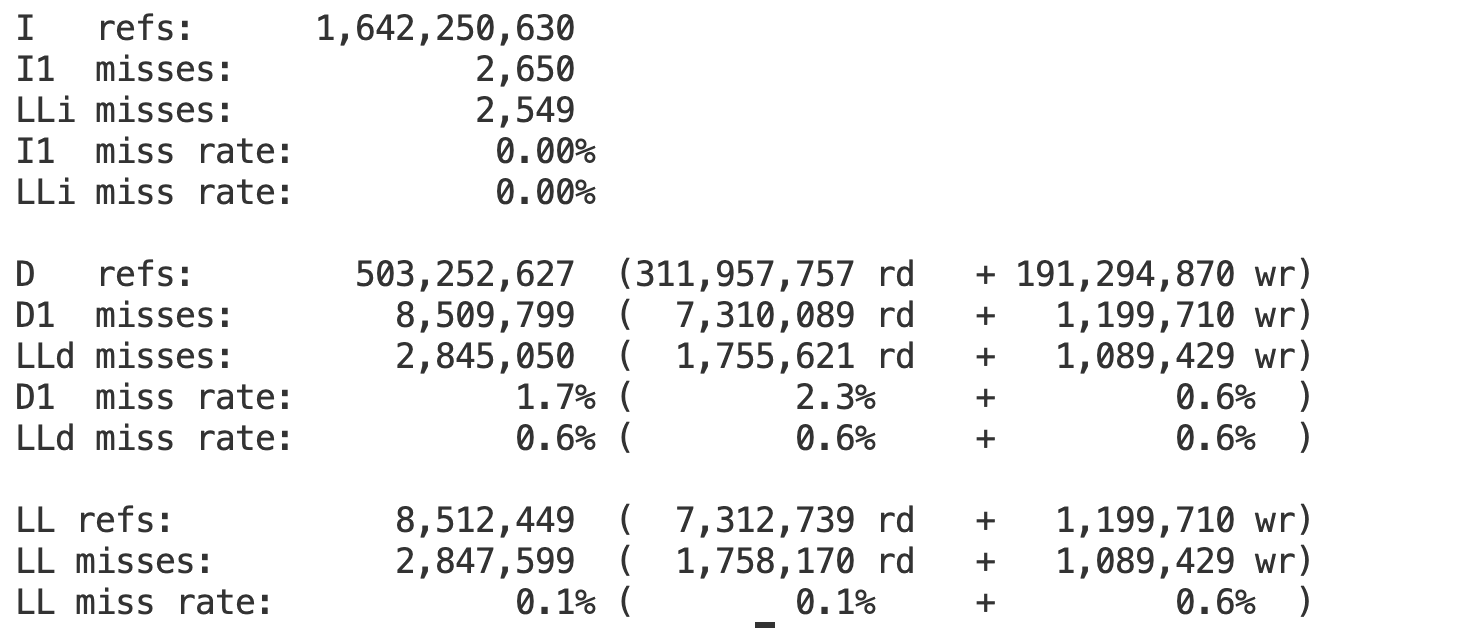 I   refs:      1,642,250,630
I1  misses:            2,650
LLi misses:            2,549
I1  miss rate:          0.00%
LLi miss rate:          0.00%

D   refs:        503,252,627  (311,957,757 rd   + 191,294,870 wr)
D1  misses:        8,509,799  (  7,310,089 rd   +   1,199,710 wr)
LLd misses:        2,845,050  (  1,755,621 rd   +   1,089,429 wr)
D1  miss rate:           1.7% (        2.3%     +         0.6%  )
LLd miss rate:           0.6% (        0.6%     +         0.6%  )

LL refs:           8,512,449  (  7,312,739 rd   +   1,199,710 wr)
LL misses:         2,847,599  (  1,758,170 rd   +   1,089,429 wr)
LL miss rate:            0.1% (        0.1%     +         0.6%  )